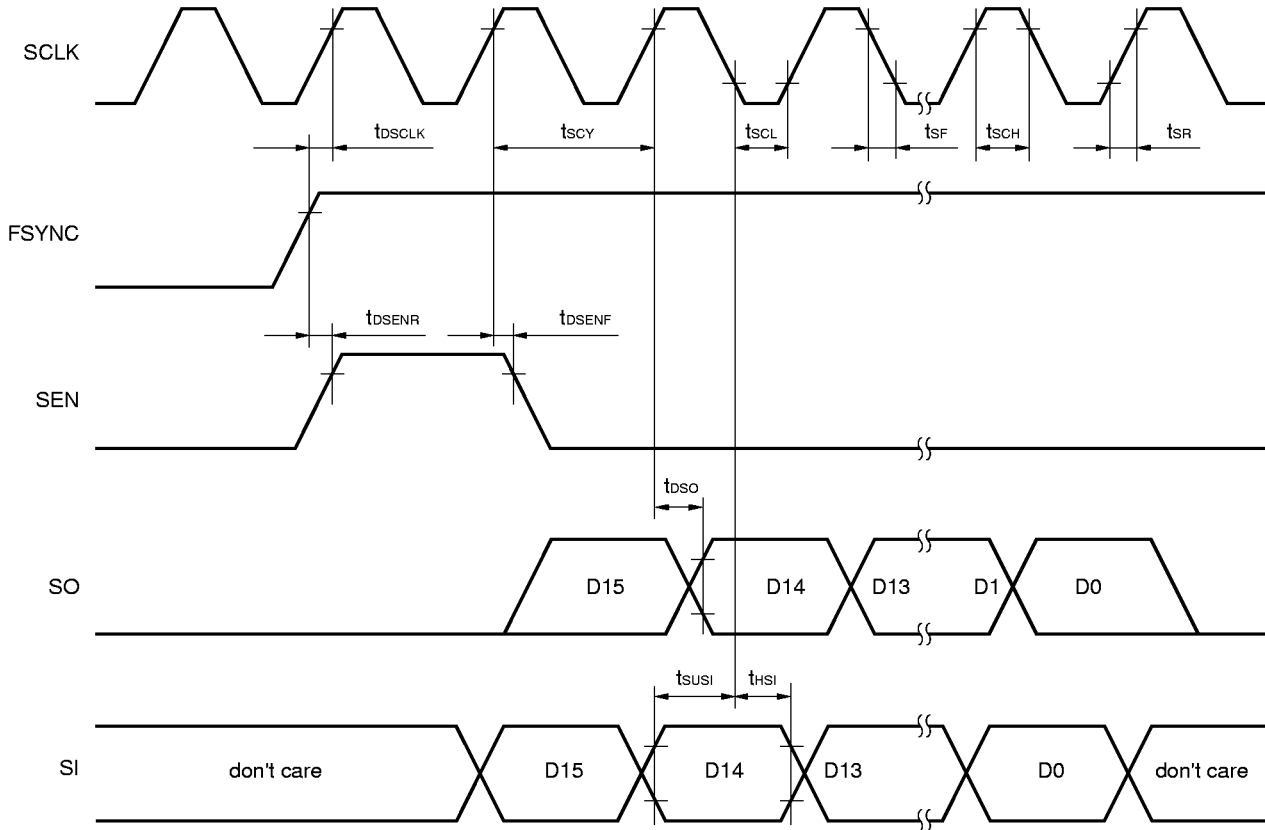 SCLK
tDSCLK tSCY tSCL tSF tSCH tSR
FSYNC
tDSENR tDSENF
SEN
tDSO
SO D15 D14 D13 D1 D0
tSUSI tHSI
SI don't care D15 D14 D13 D0 don't care